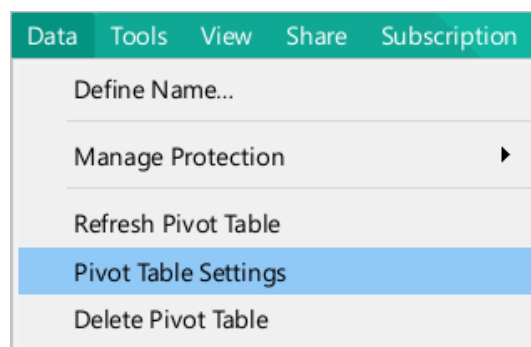 Data Tools View Share Subscription
Define Name...
Manage Protection
Refresh Pivot Table
Pivot Table Settings
Delete Pivot Table